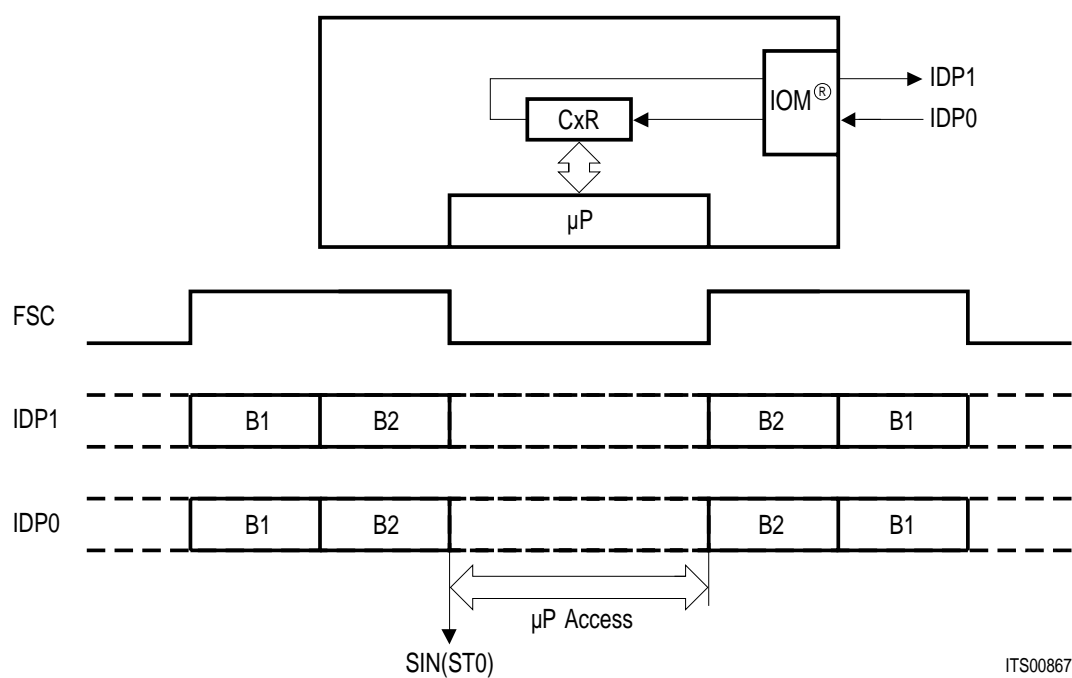 IDP1
IOM®
CxR
IDP0
µP
FSC
IDP1 B1 B2 B2 B1
IDP0 B1 B2 B2 B1
µP Access
SIN(ST0)
ITS00867